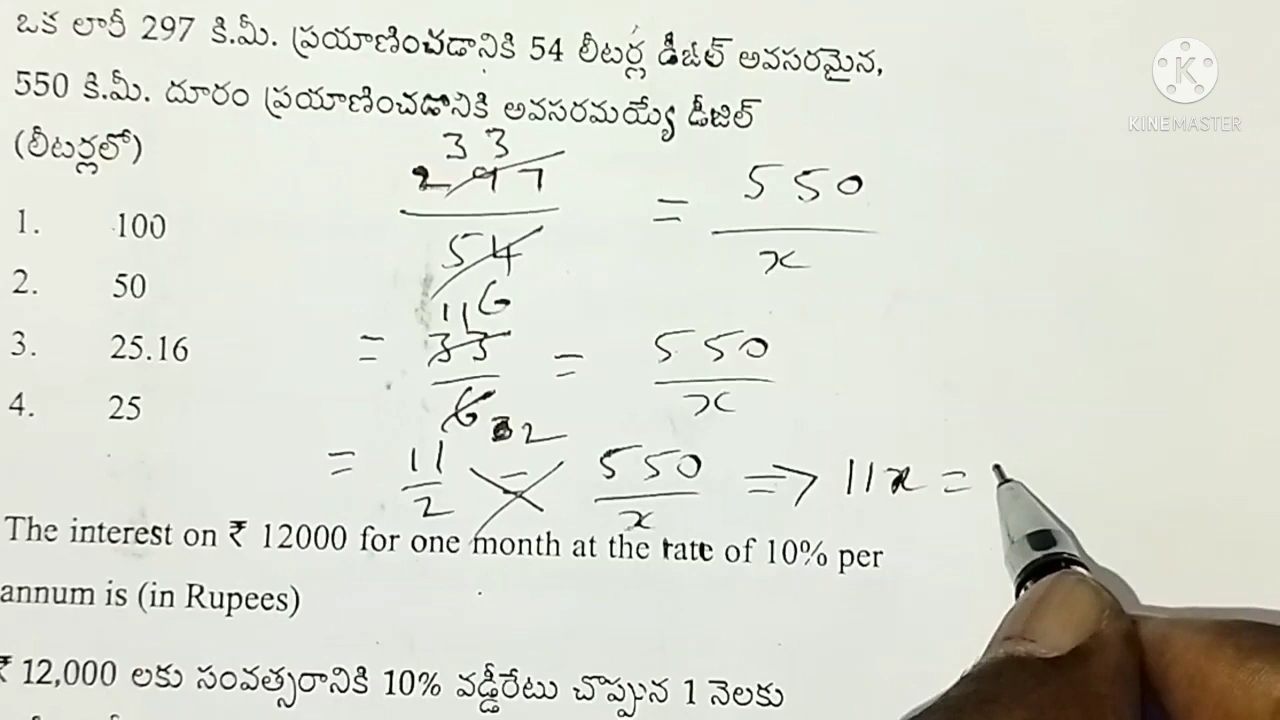 ఒక లారీ 297 కి.మీ. ప్రయాణించడానికి 54 లీటర్ల డీజిల్ అవసరమైన,
550 కి.మీ. దూరం ప్రయాణించడానికి అవసరమయ్యే డీజిల్
(లీటర్లలో)
33
297 / 54 = 550 / x
6
1. 100
2. 50
3. 25.16
4. 25
11
= 33 / 6 = 550 / x
2
= 11 / 2 = 550 / x => 11x =
The interest on ₹ 12000 for one month at the rate of 10% per
annum is (in Rupees)
₹ 12,000 లకు సంవత్సరానికి 10% వడ్డీరేటు చొప్పున 1 నెలకు
KINEMASTER